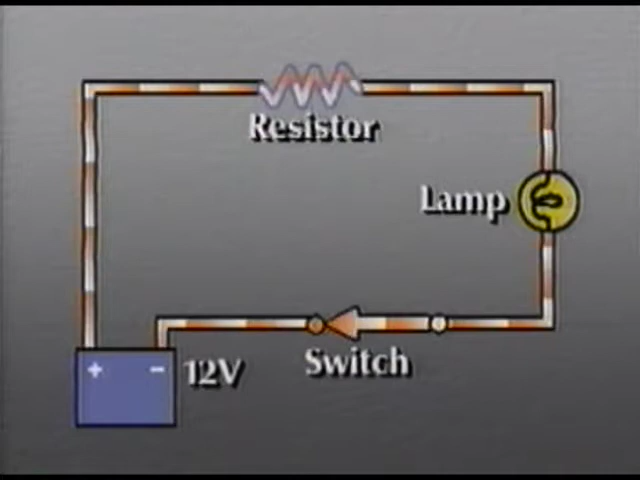 Resistor
Lamp
Switch
+ - 12V